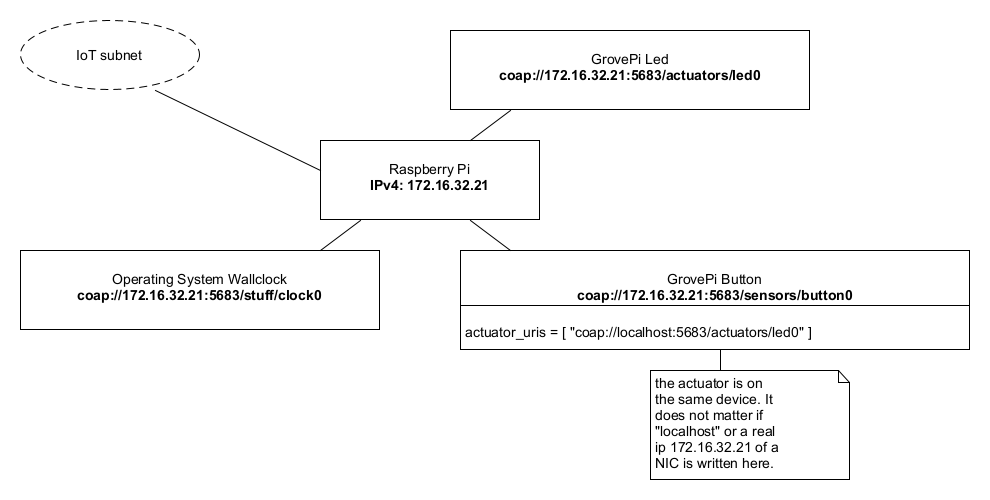 IoT subnet
GrovePi Led
coap://172.16.32.21:5683/actuators/led0
Raspberry Pi
IPv4: 172.16.32.21
Operating System Wallclock
coap://172.16.32.21:5683/stuff/clock0
GrovePi Button
coap://172.16.32.21:5683/sensors/button0
actuator_uris = [ "coap://localhost:5683/actuators/led0" ]
the actuator is on
the same device. It
does not matter if
"localhost" or a real
ip 172.16.32.21 of a
NIC is written here.